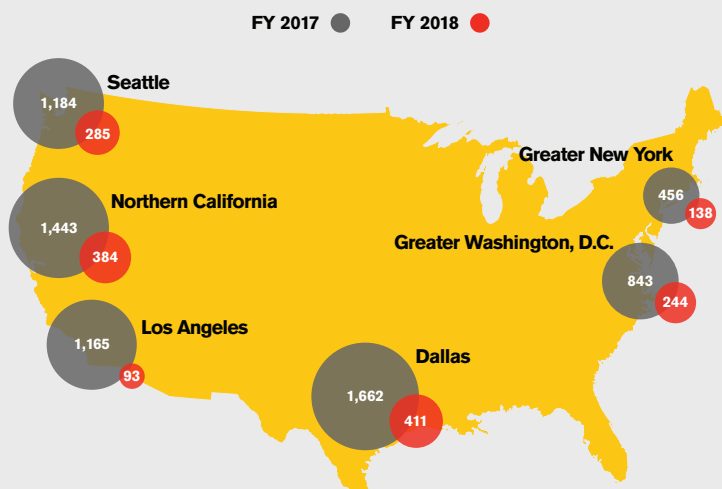 FY 2017 FY 2018
Seattle
1,184
285
Greater New York
456
138
Northern California
1,443
384
Greater Washington, D.C.
843
244
Los Angeles
1,165
93
Dallas
1,662
411